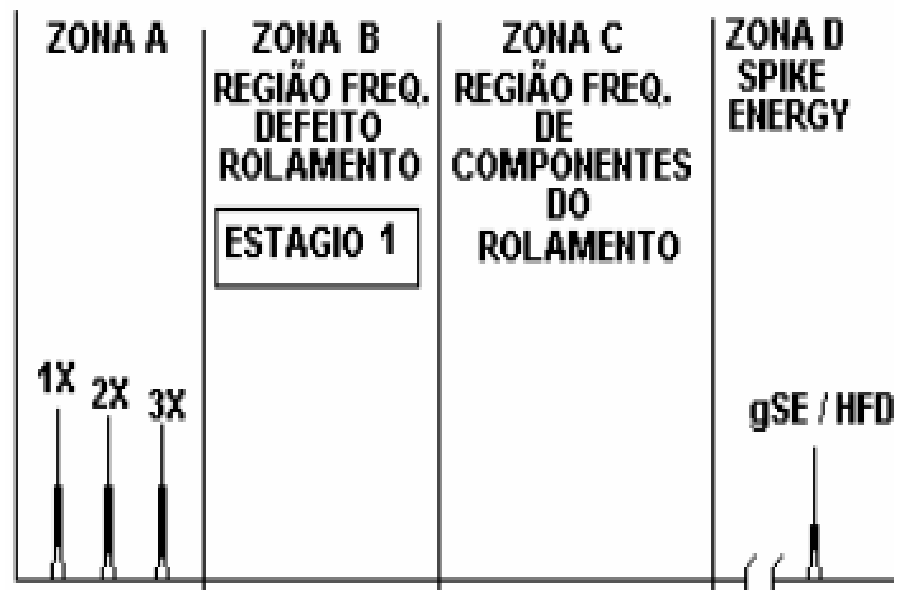 ZONA A
ZONA B
REGIÃO FREQ.
DEFEITO
ROLAMENTO
ESTAGIO 1
ZONA C
REGIÃO FREQ.
DE
COMPONENTES
DO
ROLAMENTO
ZONA D
SPIKE
ENERGY
1X
2X
3X
gSE / HFD